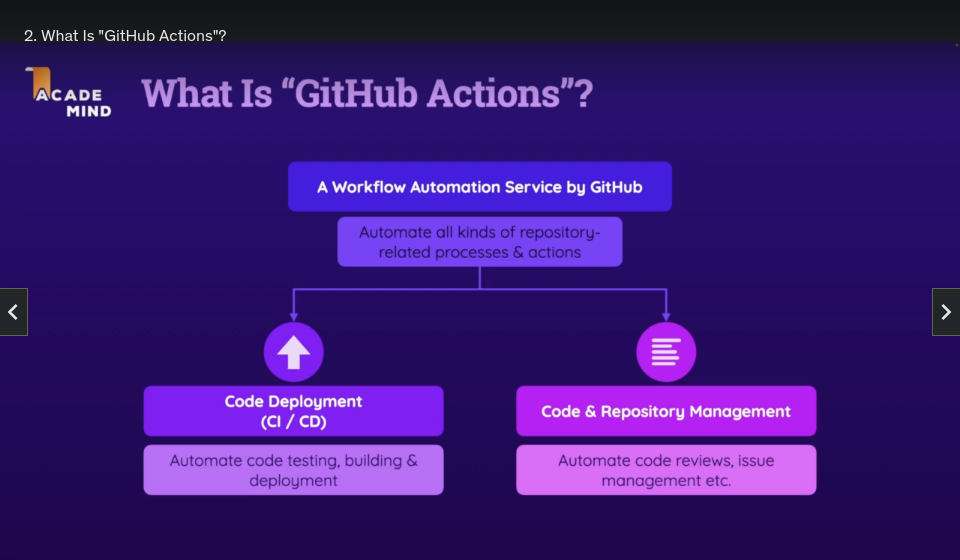 2. What Is "GitHub Actions"?
ACADE
MIND
What Is “GitHub Actions”?
A Workflow Automation Service by GitHub
Automate all kinds of repository-
related processes & actions
Code Deployment
(CI / CD)
Automate code testing, building &
deployment
Code & Repository Management
Automate code reviews, issue
management etc.